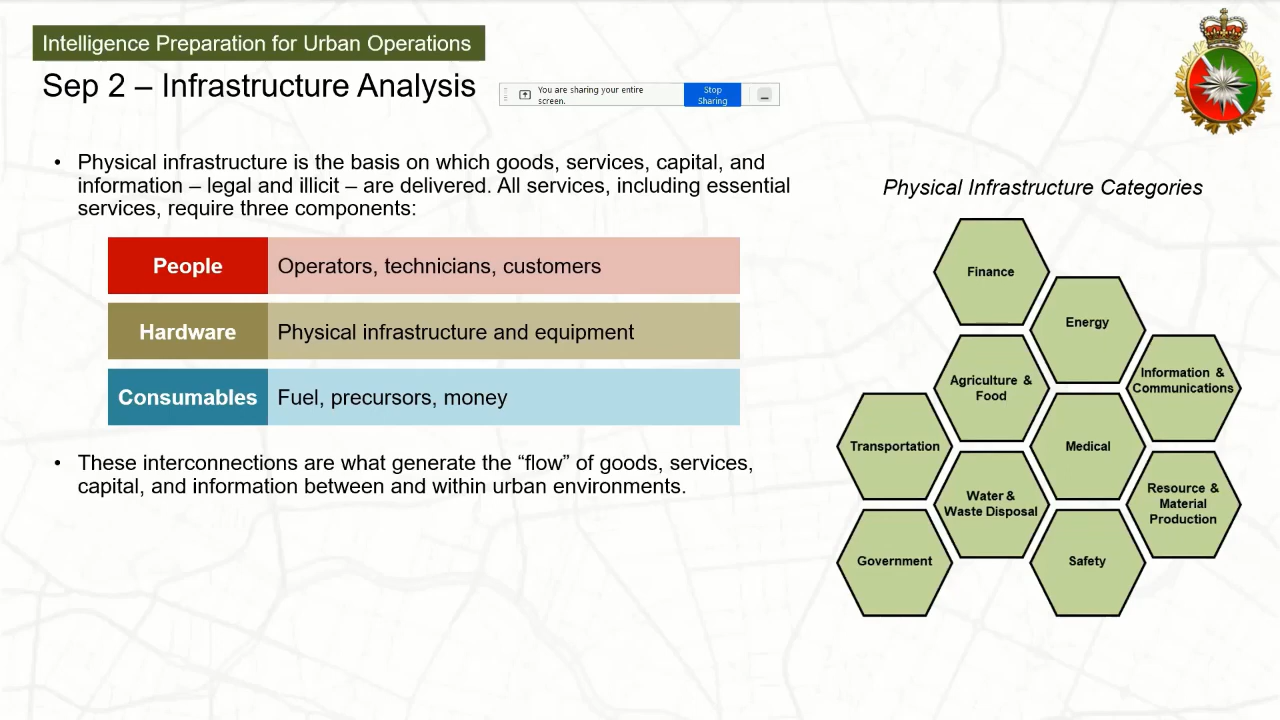 Intelligence Preparation for Urban Operations
Sep 2 – Infrastructure Analysis
You are sharing your entire
screen.
Stop
Sharing
• Physical infrastructure is the basis on which goods, services, capital, and
information – legal and illicit – are delivered. All services, including essential
services, require three components:
People
Operators, technicians, customers
Hardware
Physical infrastructure and equipment
Consumables
Fuel, precursors, money
• These interconnections are what generate the “flow” of goods, services,
capital, and information between and within urban environments.
Physical Infrastructure Categories
Finance
Energy
Agriculture &
Food
Information &
Communications
Transportation
Medical
Water &
Waste Disposal
Resource &
Material
Production
Government
Safety